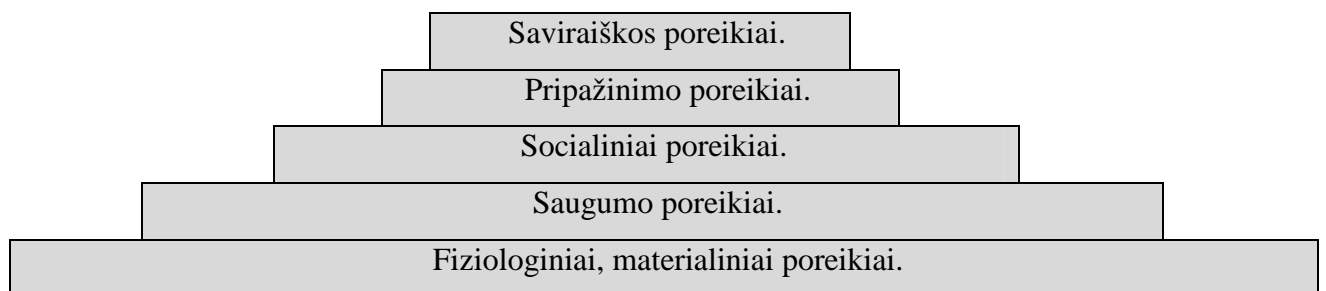 Saviraiškos poreikiai.
Pripažinimo poreikiai.
Socialiniai poreikiai.
Saugumo poreikiai.
Fiziologiniai, materialiniai poreikiai.